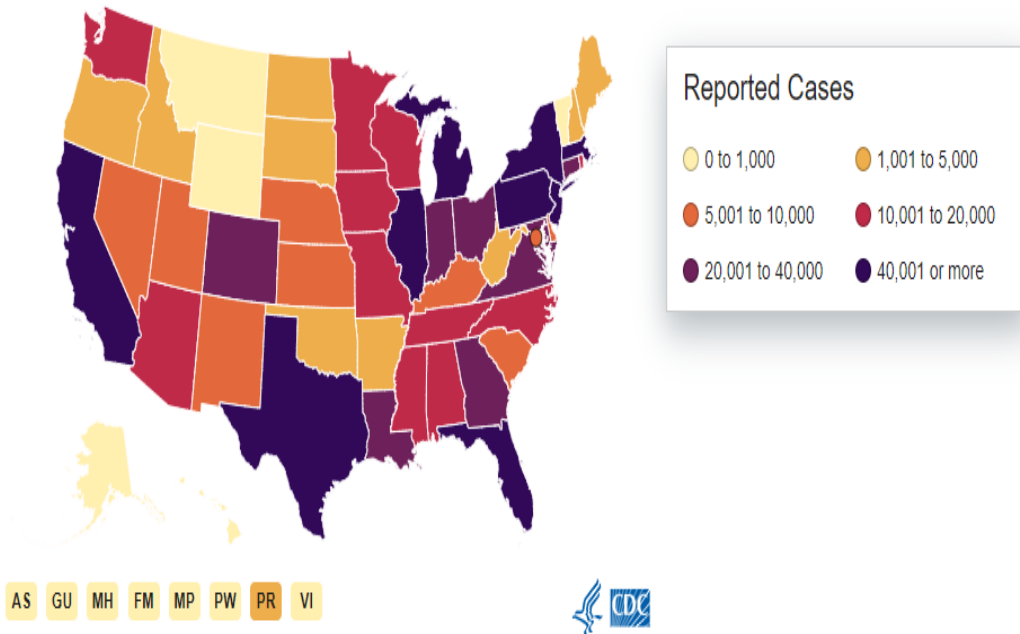 Reported Cases
0 to 1,000
1,001 to 5,000
5,001 to 10,000
10,001 to 20,000
20,001 to 40,000
40,001 or more
AS GU MH FM MP PW PR VI
CDC